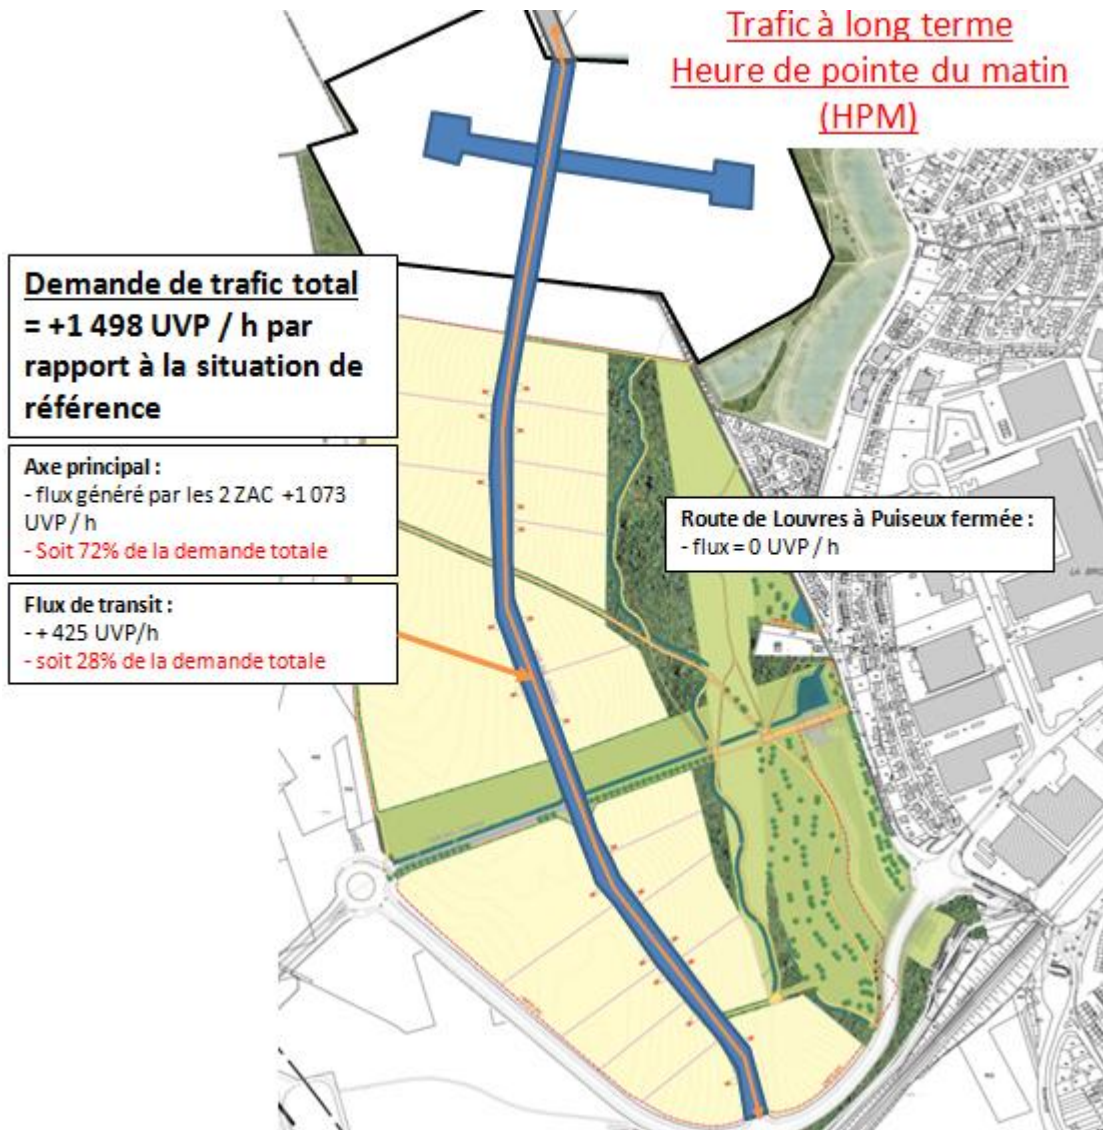 Trafic à long terme
Heure de pointe du matin
(HPM)
Demande de trafic total
= +1 498 UVP / h par
rapport à la situation de
référence
Axe principal :
- flux généré par les 2 ZAC +1 073
UVP / h
- Soit 72% de la demande totale
Flux de transit :
- + 425 UVP/h
- soit 28% de la demande totale
Route de Louvres à Puiseux fermée :
- flux = 0 UVP / h